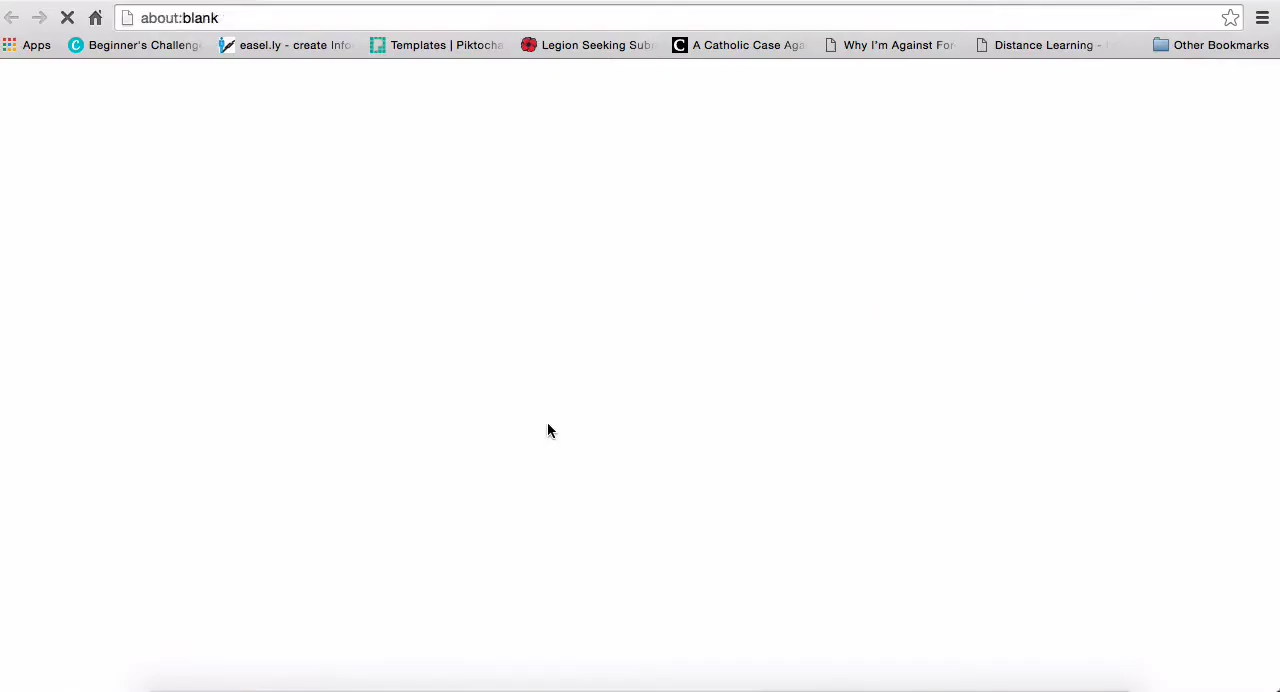 about:blank
Apps Beginner's Challeng easel.ly - create Info Templates | Piktocha Legion Seeking Sub A Catholic Case Aga Why I'm Against For Distance Learning - Other Bookmarks